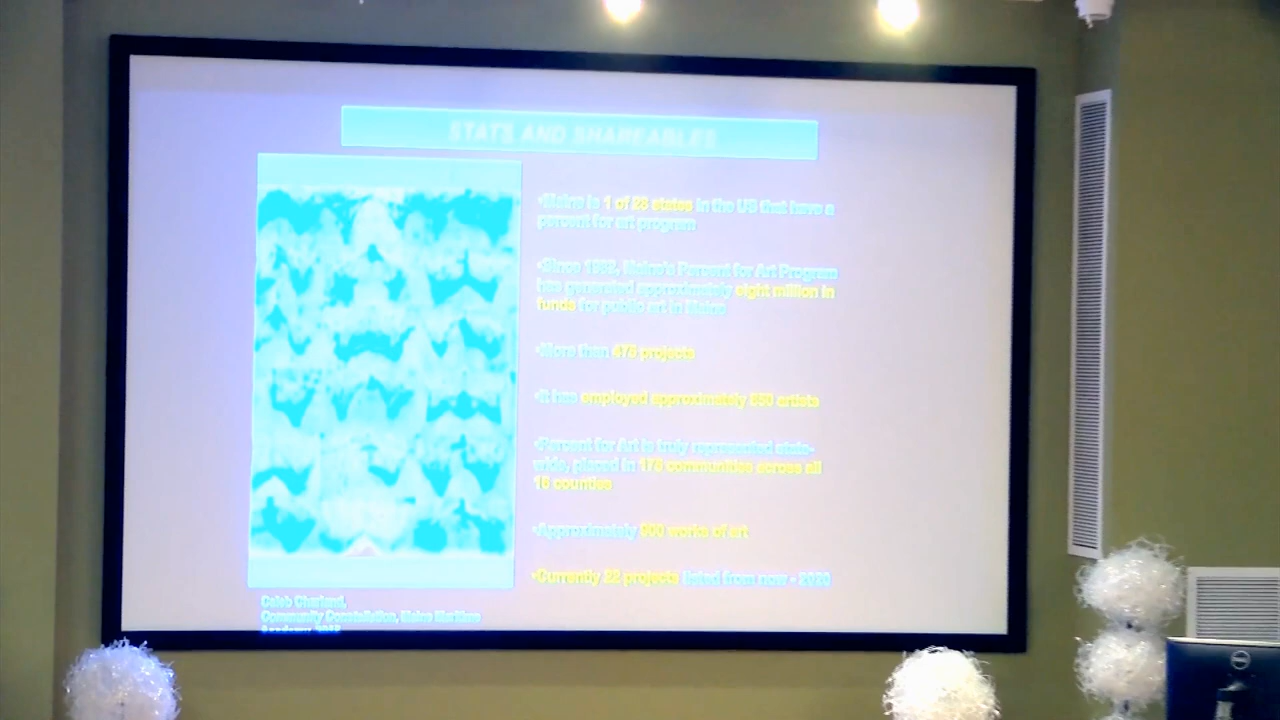 STATS AND SHAREABLES
•Maine is 1 of 28 states in the US that have a
percent for art program
•Since 1982, Maine's Percent for Art Program
has generated approximately eight million in
funds for public art in Maine
•More than 475 projects
•It has employed approximately artists
•Percent for Art is truly represented state-
wide, placed in communities across all
16 counties
•Approximately works of art
•Currently 22 projects listed from now - 2020
Caleb Charland,
Community Constellation, Maine Maritime
Academy
DELL